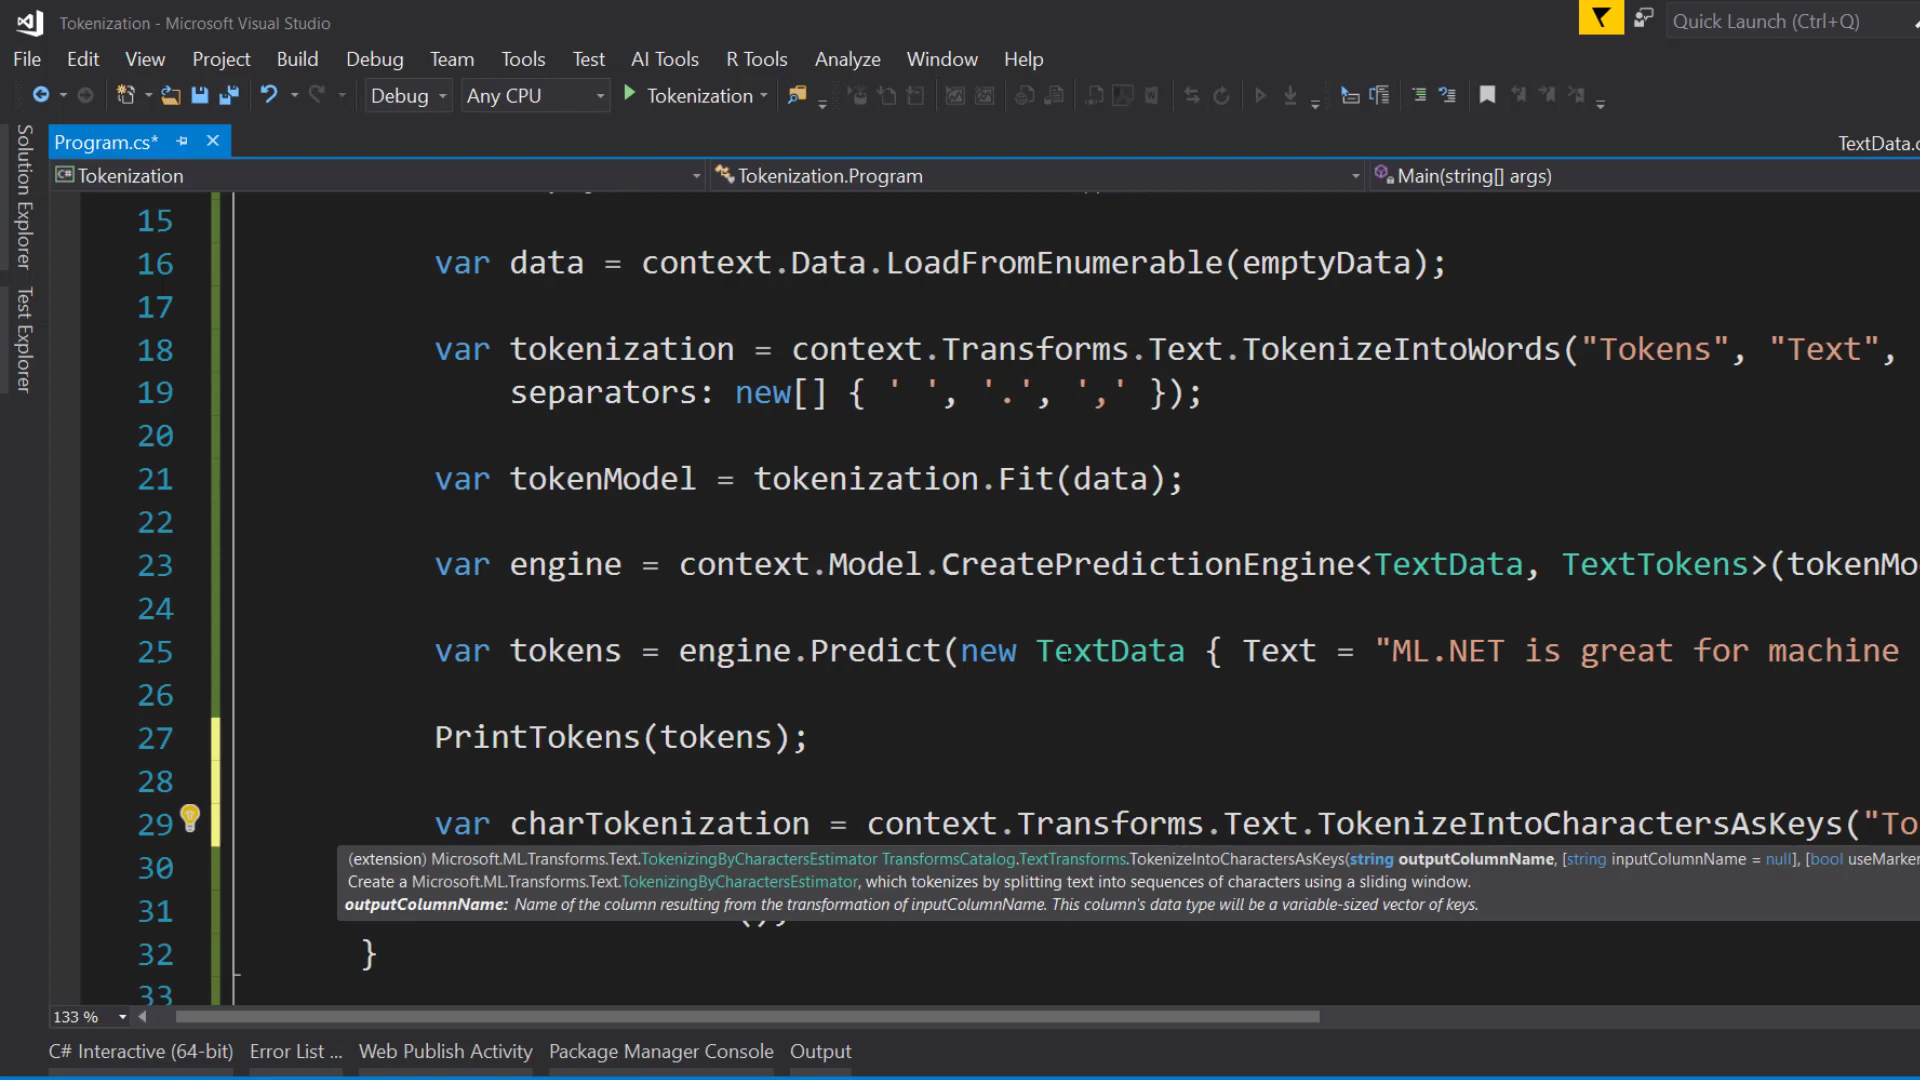 Tokenization - Microsoft Visual Studio
Quick Launch (Ctrl+Q)
File Edit View Project Build Debug Team Tools Test AI Tools R Tools Analyze Window Help
Debug Any CPU Tokenization
Solution Explorer
Test Explorer
Program.cs*
TextData.c
C# Tokenization Tokenization.Program Main(string[] args)
15
16 var data = context.Data.LoadFromEnumerable(emptyData);
17
18 var tokenization = context.Transforms.Text.TokenizeIntoWords("Tokens", "Text",
19 separators: new[] { ' ', '.', ',' });
20
21 var tokenModel = tokenization.Fit(data);
22
23 var engine = context.Model.CreatePredictionEngine<TextData, TextTokens>(tokenMo
24
25 var tokens = engine.Predict(new TextData { Text = "ML.NET is great for machine
26
27 PrintTokens(tokens);
28
29 var charTokenization = context.Transforms.Text.TokenizeIntoCharactersAsKeys("To
(extension) Microsoft.ML.Transforms.Text.TokenizingByCharactersEstimator TransformsCatalog.TextTransforms.TokenizeIntoCharactersAsKeys(string outputColumnName, [string inputColumnName = null], [bool useMarker
Create a Microsoft.ML.Transforms.Text.TokenizingByCharactersEstimator, which tokenizes by splitting text into sequences of characters using a sliding window.
outputColumnName: Name of the column resulting from the transformation of inputColumnName. This column's data type will be a variable-sized vector of keys.
30
31 ();
32 }
33
133 %
C# Interactive (64-bit) Error List ... Web Publish Activity Package Manager Console Output